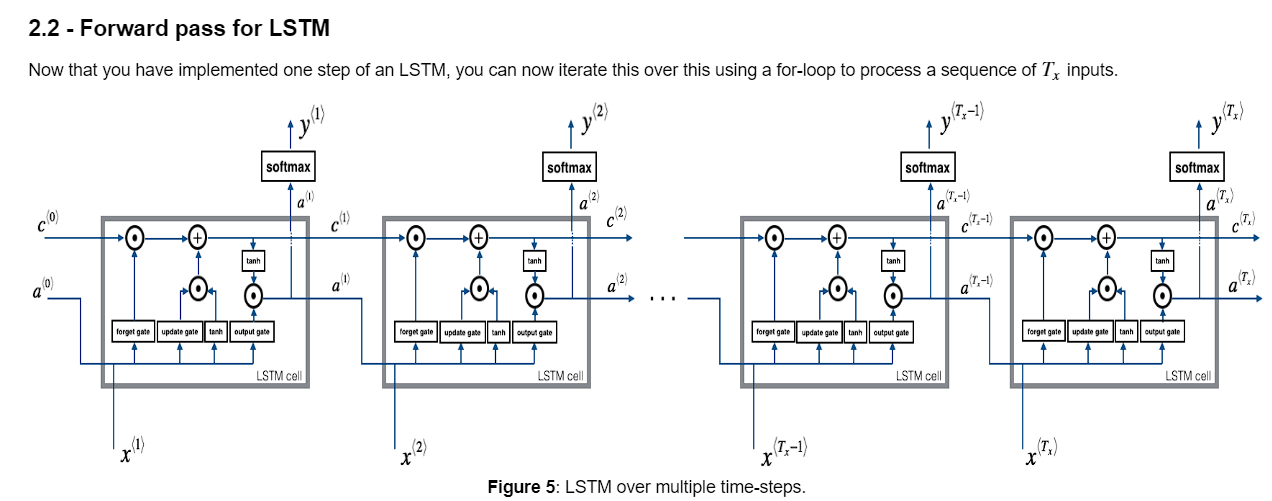 2.2 - Forward pass for LSTM
Now that you have implemented one step of an LSTM, you can now iterate this over this using a for-loop to process a sequence of Tₓ inputs.
y⟨1⟩ y⟨2⟩ y⟨Tₓ−1⟩ y⟨Tₓ⟩
softmax softmax softmax softmax
a⟨1⟩ a⟨2⟩ a⟨Tₓ−1⟩ a⟨Tₓ⟩
c⟨0⟩ c⟨1⟩ c⟨2⟩ c⟨Tₓ−1⟩ c⟨Tₓ⟩
tanh tanh tanh tanh
a⟨0⟩ a⟨1⟩ a⟨2⟩ ... a⟨Tₓ−1⟩ a⟨Tₓ⟩
forget gate update gate tanh output gate forget gate update gate tanh output gate forget gate update gate tanh output gate forget gate update gate tanh output gate
LSTM cell LSTM cell LSTM cell LSTM cell
x⟨1⟩ x⟨2⟩ x⟨Tₓ−1⟩ x⟨Tₓ⟩
Figure 5: LSTM over multiple time-steps.